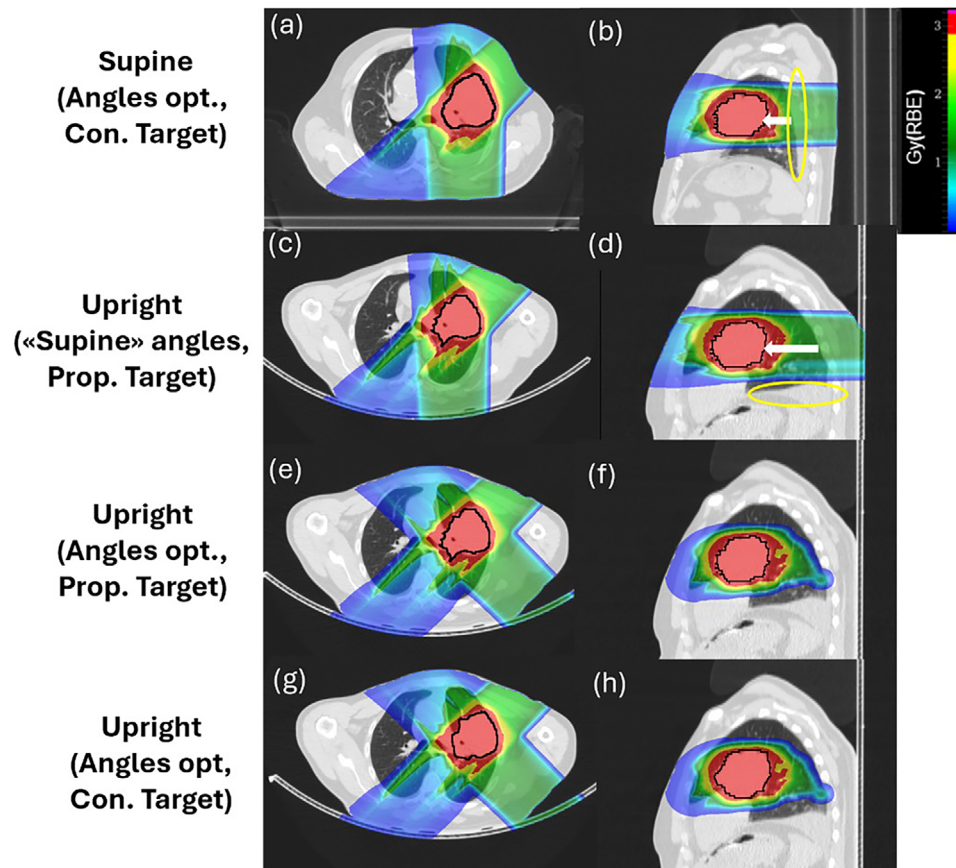 Supine
(Angles opt.,
Con. Target)
(a)
(b)
3
2
1
Gy(RBE)
Upright
(«Supine» angles,
Prop. Target)
(c)
(d)
Upright
(Angles opt.,
Prop. Target)
(e)
(f)
Upright
(Angles opt,
Con. Target)
(g)
(h)